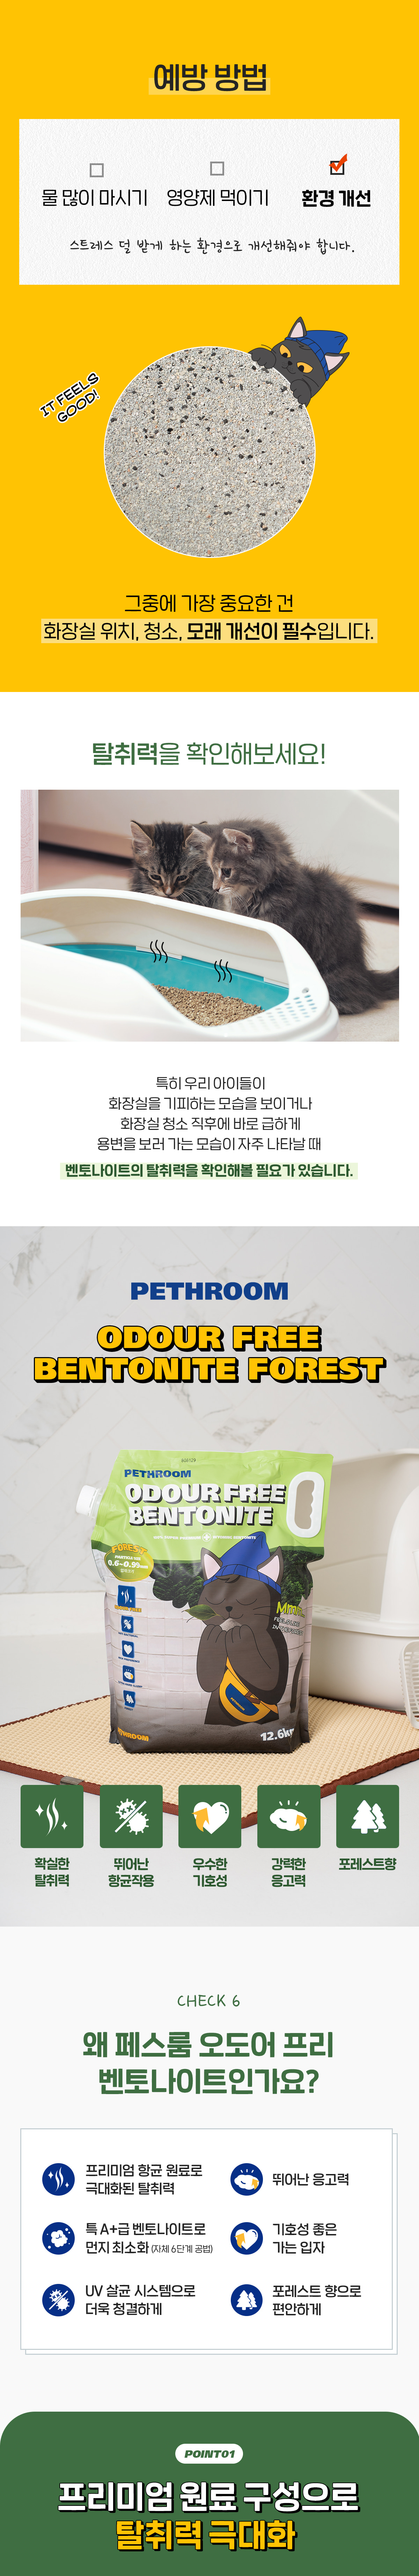 예방 방법
물 많이 마시기
영양제 먹이기
환경 개선
스트레스 덜 받게 하는 환경으로 개선해줘야 합니다.
IT FEELS
GOOD!
그중에 가장 중요한 건
화장실 위치, 청소, 모래 개선이 필수입니다.
탈취력을 확인해보세요!
특히 우리 아이들이
화장실을 기피하는 모습을 보이거나
화장실 청소 직후에 바로 급하게
용변을 보러 가는 모습이 자주 나타날 때
벤토나이트의 탈취력을 확인해볼 필요가 있습니다.
PETHROOM
ODOUR FREE
BENTONITE FOREST
PETHROOM
ODOUR FREE
BENTONITE
FOREST
0.6~0.95mm
PETHROOM
12.6kg
확실한
탈취력
뛰어난
항균작용
우수한
기호성
강력한
응고력
포레스트향
CHECK 6
왜 페스룸 오도어 프리
벤토나이트인가요?
프리미엄 항균 원료로
극대화된 탈취력
뛰어난 응고력
특 A+급 벤토나이트로
먼지 최소화 (자체 6단계 공법)
기호성 좋은
가는 입자
UV 살균 시스템으로
더욱 청결하게
포레스트 향으로
편안하게
POINT01
프리미엄 원료 구성으로
탈취력 극대화